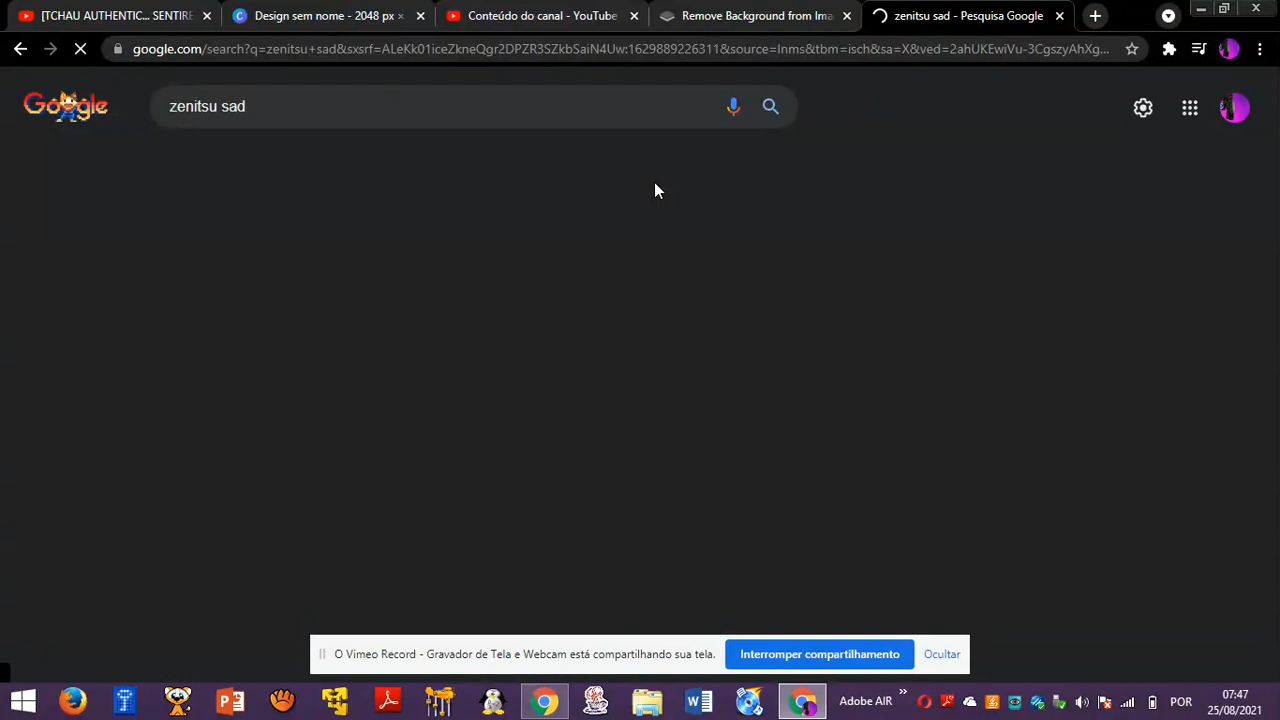 [TCHAU AUTHENTIC... SENTIRE
Design sem nome - 2048 px ×
Conteúdo do canal - YouTube
Remove Background from Ima
zenitsu sad - Pesquisa Google
google.com/search?q=zenitsu+sad&sxsrf=ALeKk01iceZkneQgr2DPZR3SZkbSaiN4Uw:1629889226311&source=lnms&tbm=isch&sa=X&ved=2ahUKEwiVu-3CgszyAhXg...
Google
zenitsu sad
O Vimeo Record - Gravador de Tela e Webcam está compartilhando sua tela.
Interromper compartilhamento
Ocultar
Adobe AIR
POR
07:47
25/08/2021